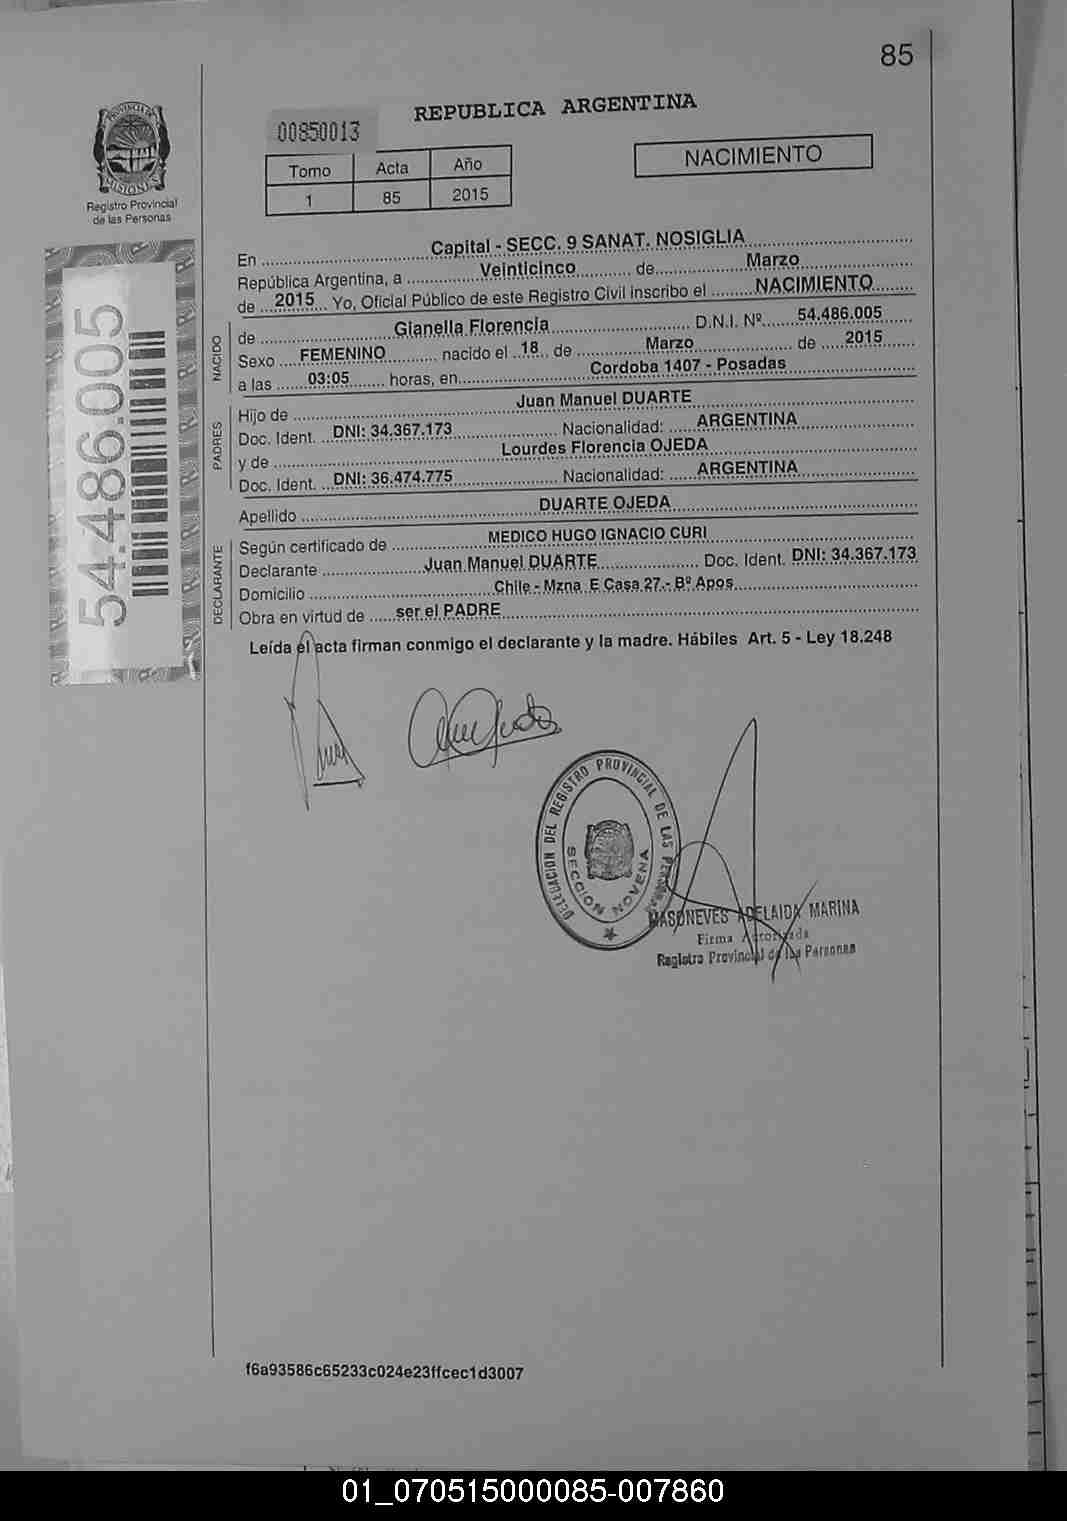 85
REPUBLICA ARGENTINA
PROVINCIA DE
MISIONES
Registro Provincial
de las Personas
00850013
Tomo Acta Año
1 85 2015
NACIMIENTO
54.486.005
En Capital - SECC. 9 SANAT. NOSIGLIA
República Argentina, a Veinticinco de Marzo
de 2015 Yo, Oficial Público de este Registro Civil inscribo el NACIMIENTO
NACIDO
de Gianella Florencia D.N.I. Nº 54.486.005
Sexo FEMENINO nacido el 18 de Marzo de 2015
a las 03:05 horas, en Cordoba 1407 - Posadas
PADRES
Hijo de Juan Manuel DUARTE
Doc. Ident. DNI: 34.367.173 Nacionalidad: ARGENTINA
y de Lourdes Florencia OJEDA
Doc. Ident. DNI: 36.474.775 Nacionalidad: ARGENTINA
Apellido DUARTE OJEDA
DECLARANTE
Según certificado de MEDICO HUGO IGNACIO CURI
Declarante Juan Manuel DUARTE Doc. Ident. DNI: 34.367.173
Domicilio Chile - Mzna E Casa 27 - Bº Apos
Obra en virtud de ser el PADRE
Leída el acta firman conmigo el declarante y la madre. Hábiles Art. 5 - Ley 18.248
DELEGACION DEL REGISTRO PROVINCIAL DE LAS PERSONAS
SECCION NOVENA
MASONEVES ADELAIDA MARINA
Firma Autorizada
Registro Provincial de las Personas
f6a93586c65233c024e23ffcec1d3007
01_070515000085-007860